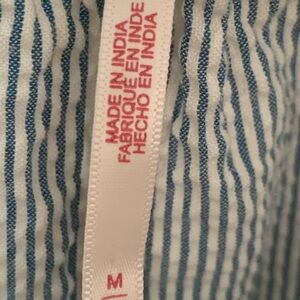 MADE IN INDIA
FABRIQUÉ EN INDE
HECHO EN INDIA
M